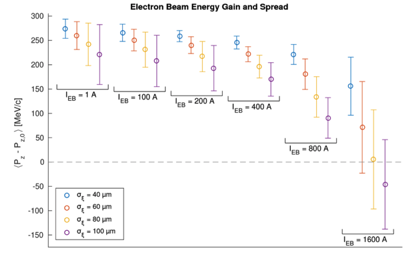 Electron Beam Energy Gain and Spread
⟨P_z - P_z,0⟩ [MeV/c]
300
250
200
150
100
50
0
-50
-100
-150
I_EB = 1 A
I_EB = 100 A
I_EB = 200 A
I_EB = 400 A
I_EB = 800 A
I_EB = 1600 A
σ_ξ = 40 μm
σ_ξ = 60 μm
σ_ξ = 80 μm
σ_ξ = 100 μm